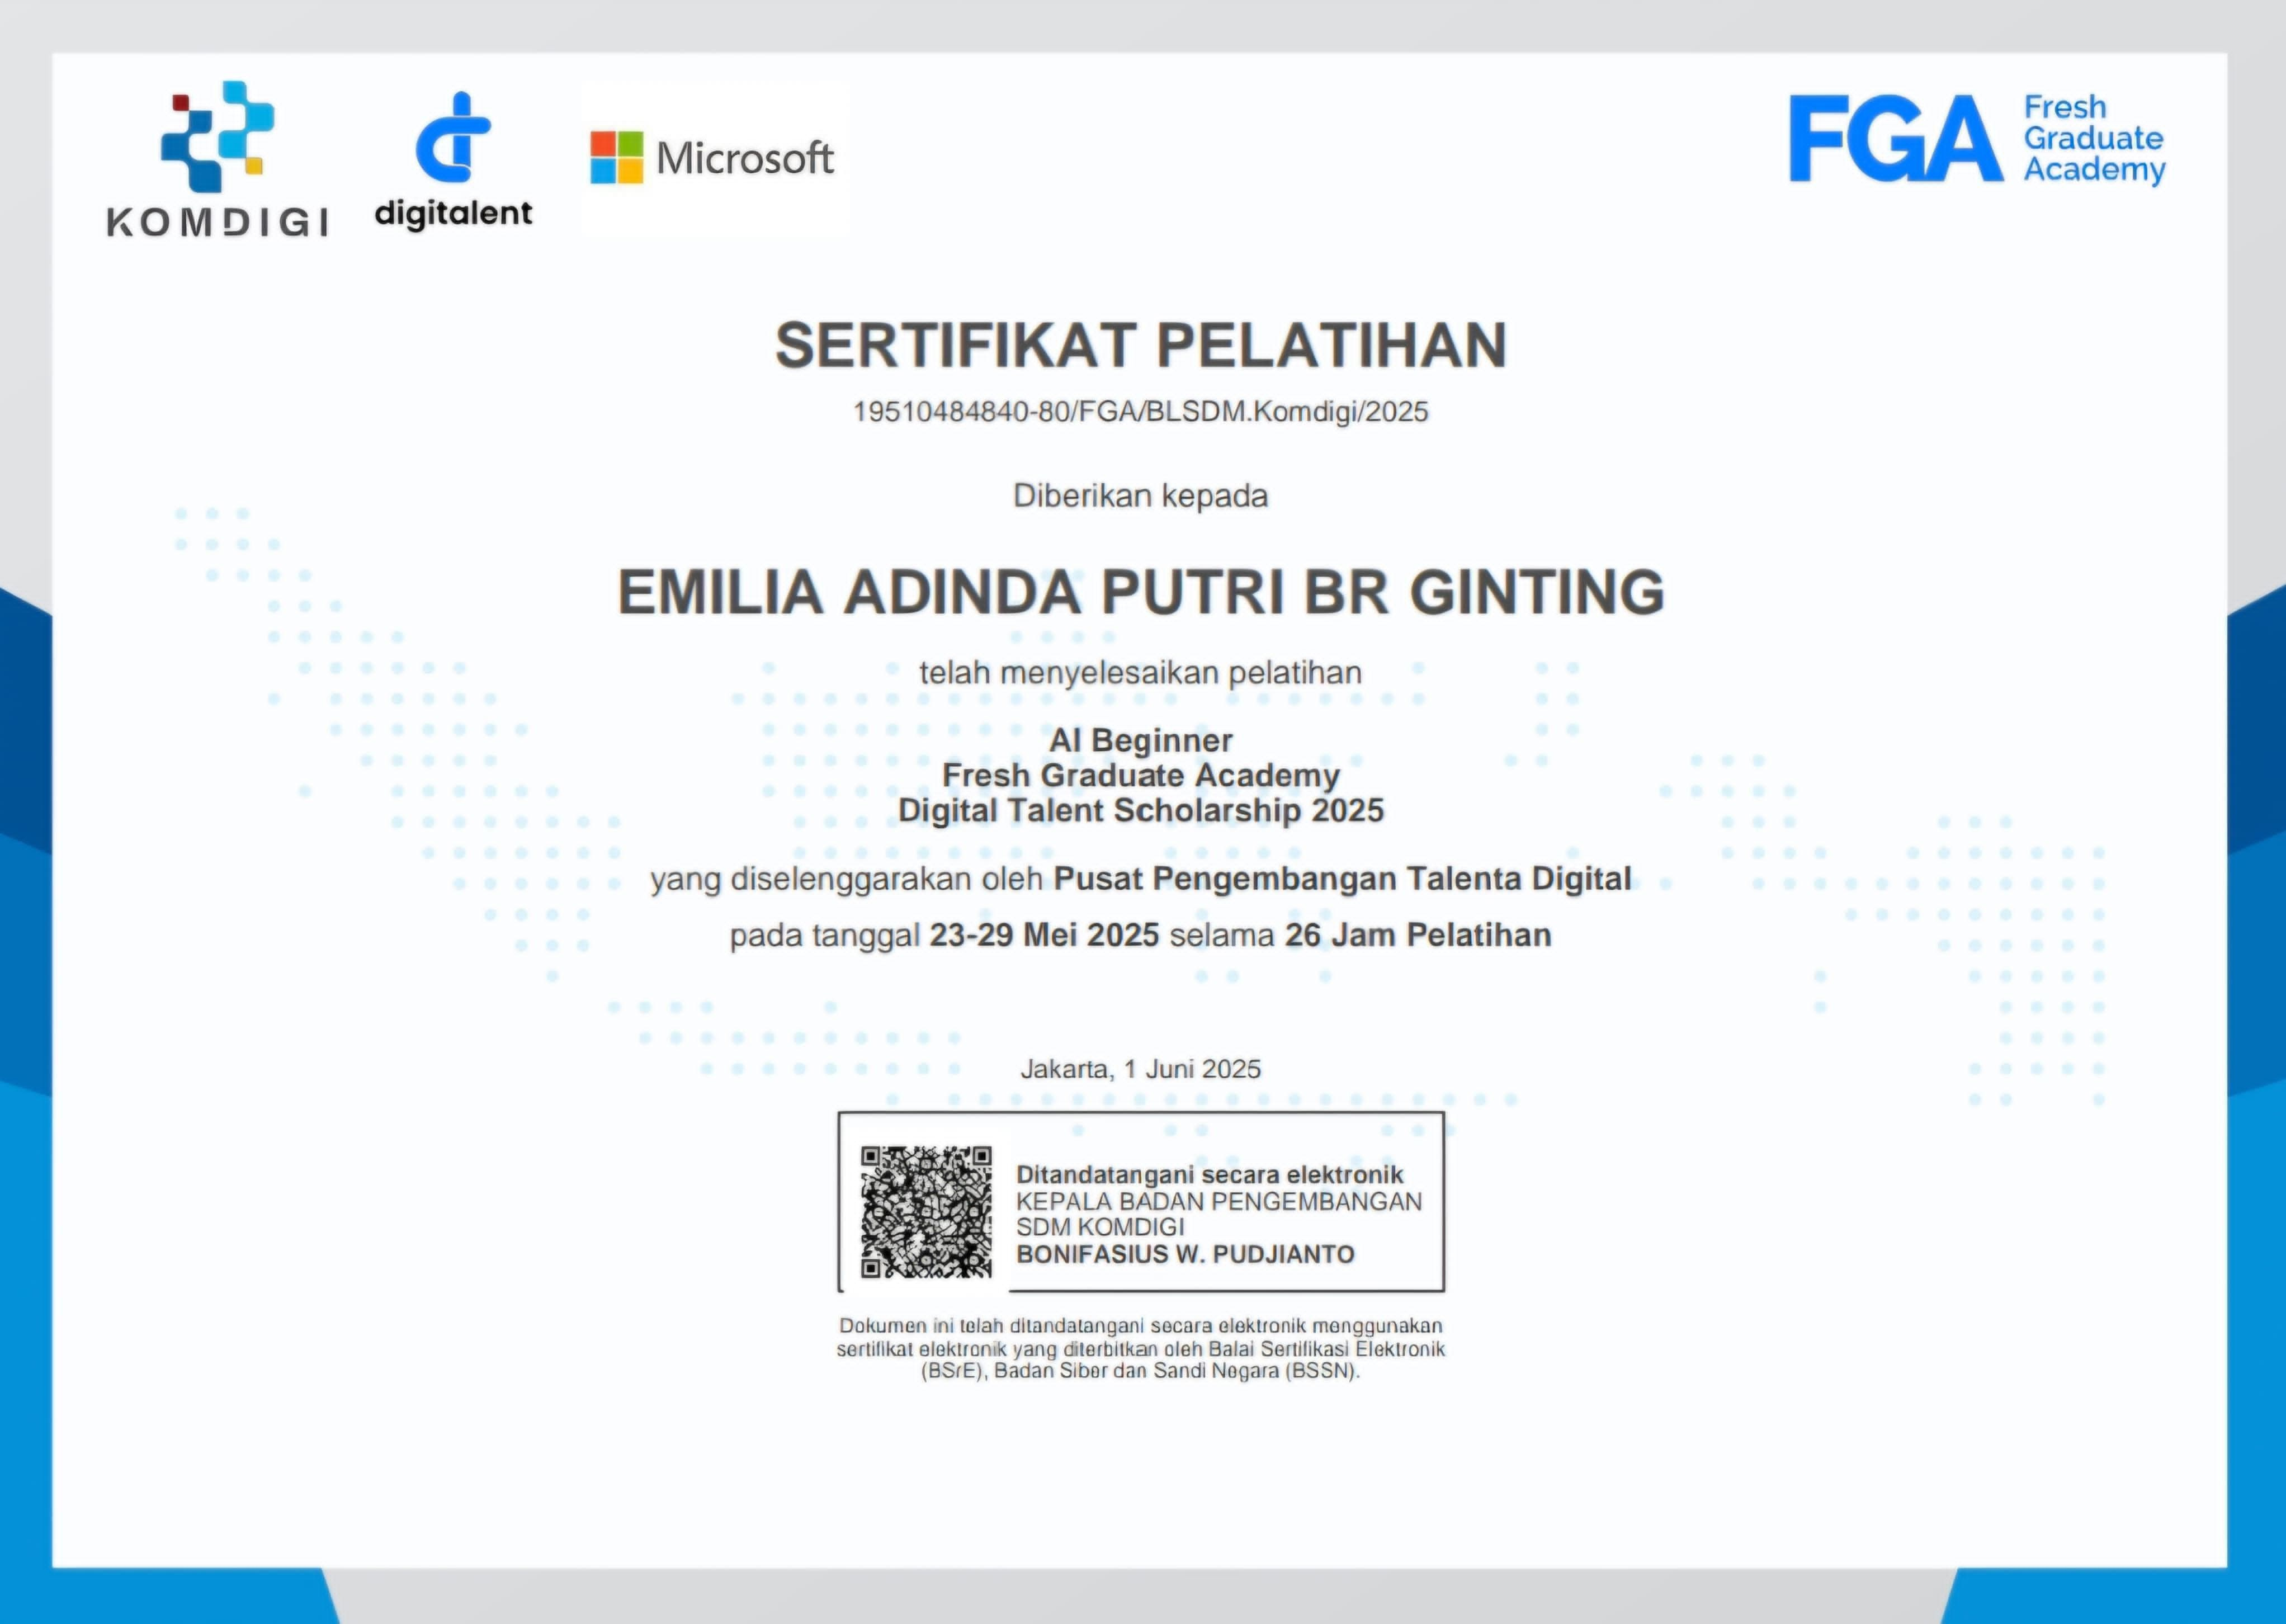 KOMDIGI
digitalent
Microsoft
FGA
Fresh
Graduate
Academy
SERTIFIKAT PELATIHAN
19510484840-80/FGA/BLSDM.Komdigi/2025
Diberikan kepada
EMILIA ADINDA PUTRI BR GINTING
telah menyelesaikan pelatihan
AI Beginner
Fresh Graduate Academy
Digital Talent Scholarship 2025
yang diselenggarakan oleh Pusat Pengembangan Talenta Digital
pada tanggal 23-29 Mei 2025 selama 26 Jam Pelatihan
Jakarta, 1 Juni 2025
Ditandatangani secara elektronik
KEPALA BADAN PENGEMBANGAN
SDM KOMDIGI
BONIFASIUS W. PUDJIANTO
Dokumen ini telah ditandatangani secara elektronik menggunakan
sertifikat elektronik yang diterbitkan oleh Balai Sertifikasi Elektronik
(BSrE), Badan Siber dan Sandi Negara (BSSN).